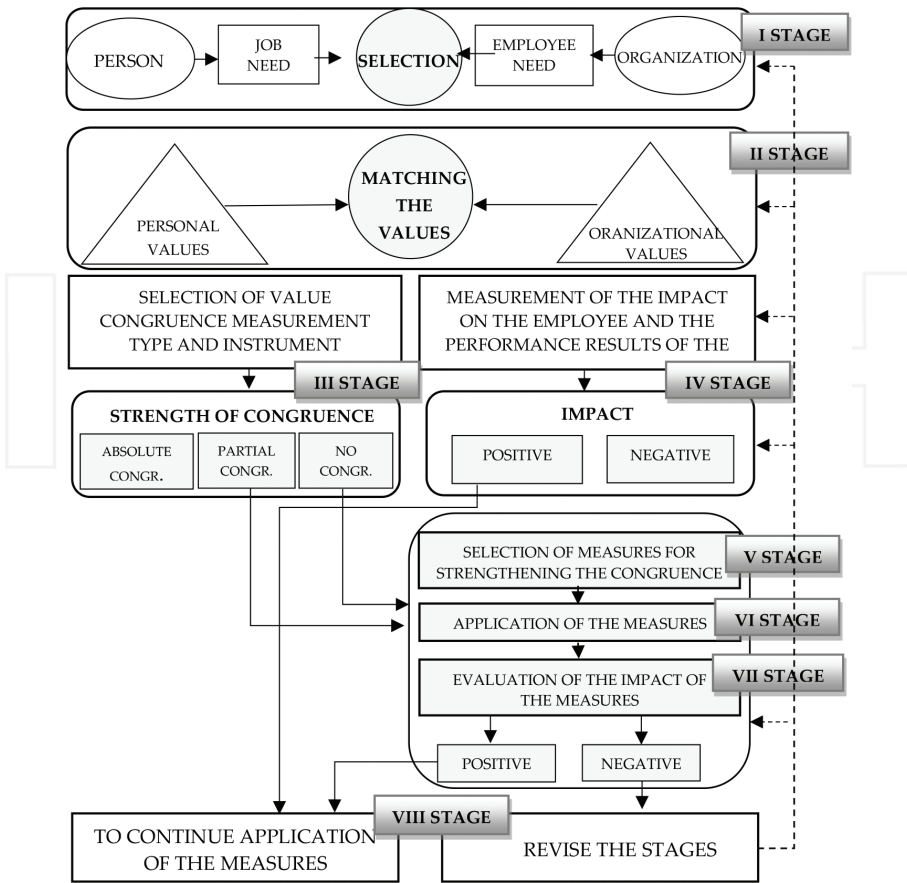 I STAGE
PERSON
JOB
NEED
SELECTION
EMPLOYEE
NEED
ORGANIZATION
II STAGE
MATCHING
THE
VALUES
PERSONAL
VALUES
ORANIZATIONAL
VALUES
SELECTION OF VALUE
CONGRUENCE MEASUREMENT
TYPE AND INSTRUMENT
MEASUREMENT OF THE IMPACT
ON THE EMPLOYEE AND THE
PERFORMANCE RESULTS OF THE
III STAGE
IV STAGE
STRENGTH OF CONGRUENCE
ABSOLUTE
CONGR.
PARTIAL
CONGR.
NO
CONGR.
IMPACT
POSITIVE
NEGATIVE
SELECTION OF MEASURES FOR
STRENGTHENING THE CONGRUENCE
V STAGE
APPLICATION OF THE MEASURES
VI STAGE
EVALUATION OF THE IMPACT OF
THE MEASURES
VII STAGE
POSITIVE
NEGATIVE
VIII STAGE
TO CONTINUE APPLICATION
OF THE MEASURES
REVISE THE STAGES